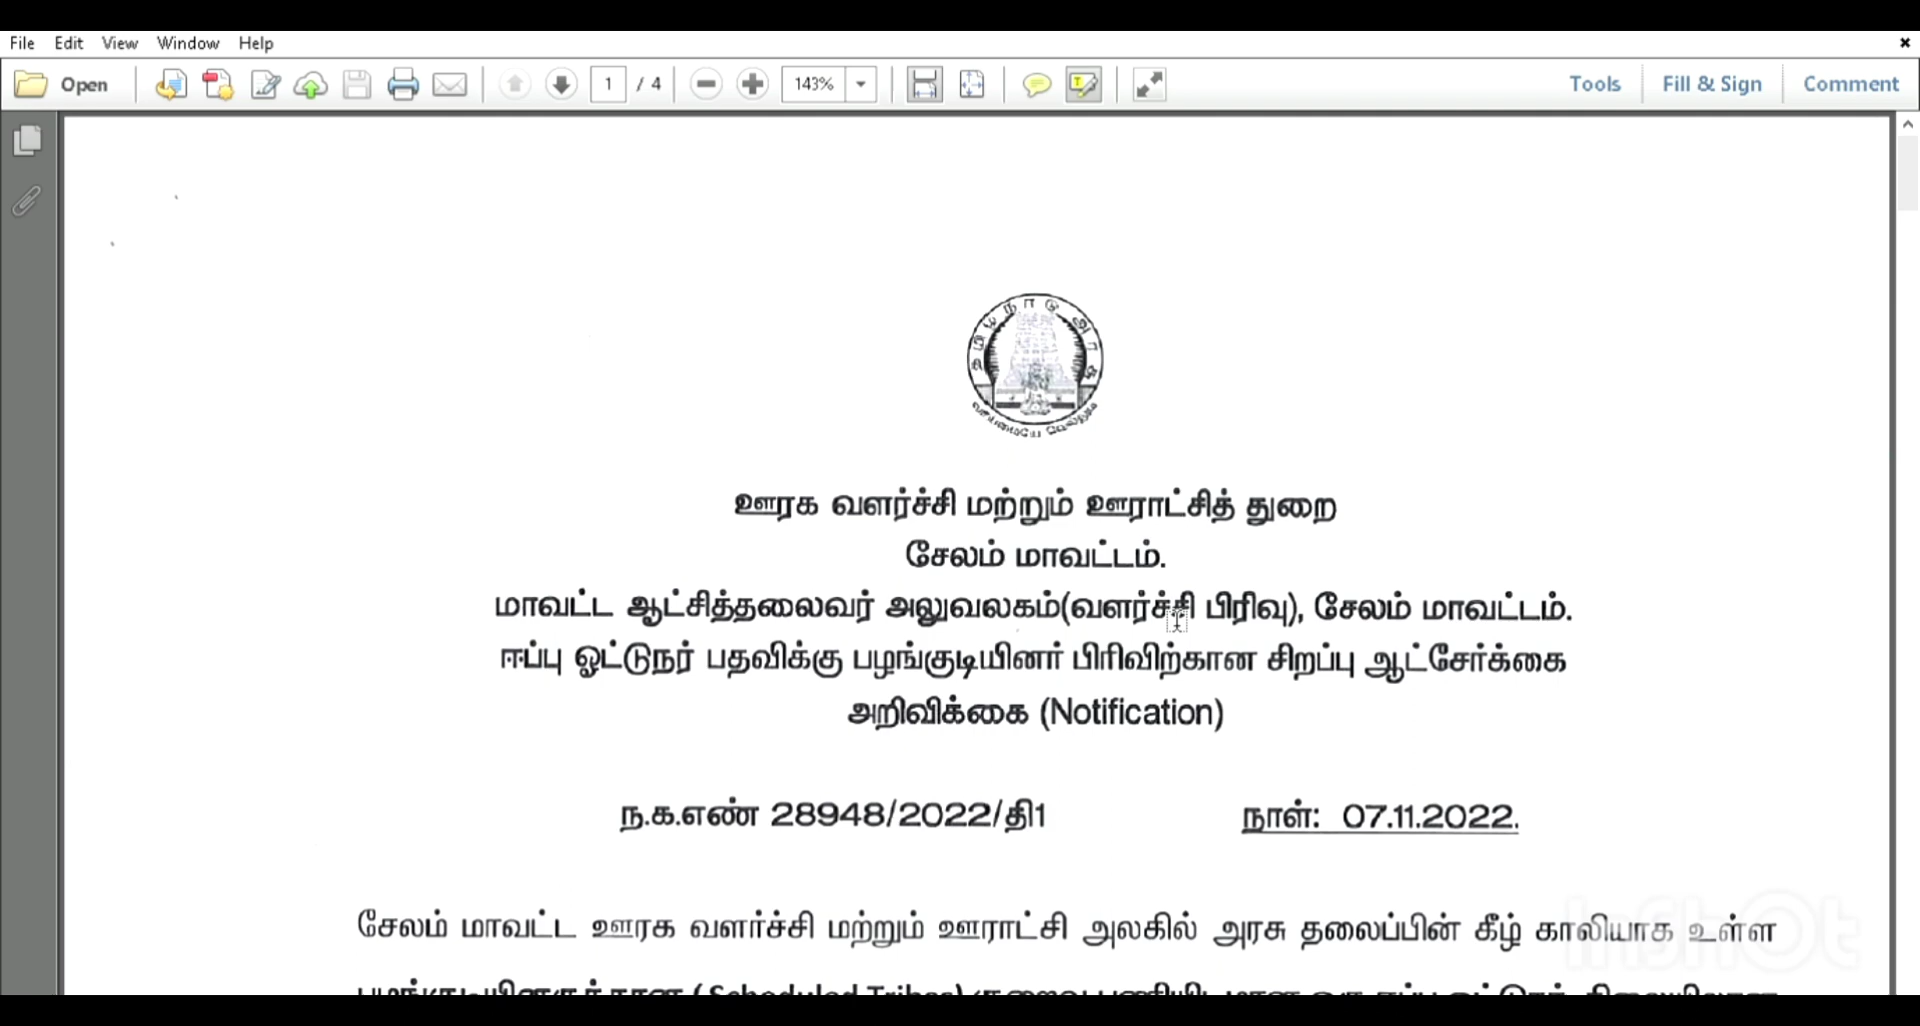 File Edit View Window Help
Open 1 / 4 143% Tools Fill & Sign Comment
தமிழ்நாடு அரசு
வாய்மையே வெல்லும்
ஊரக வளர்ச்சி மற்றும் ஊராட்சித் துறை
சேலம் மாவட்டம்.
மாவட்ட ஆட்சித்தலைவர் அலுவலகம்(வளர்ச்சி பிரிவு), சேலம் மாவட்டம்.
ஈப்பு ஓட்டுநர் பதவிக்கு பழங்குடியினர் பிரிவிற்கான சிறப்பு ஆட்சேர்க்கை
அறிவிக்கை (Notification)
ந.க.எண் 28948/2022/தி1 நாள்: 07.11.2022.
சேலம் மாவட்ட ஊரக வளர்ச்சி மற்றும் ஊராட்சி அலகில் அரசு தலைப்பின் கீழ் காலியாக உள்ள
InShOt